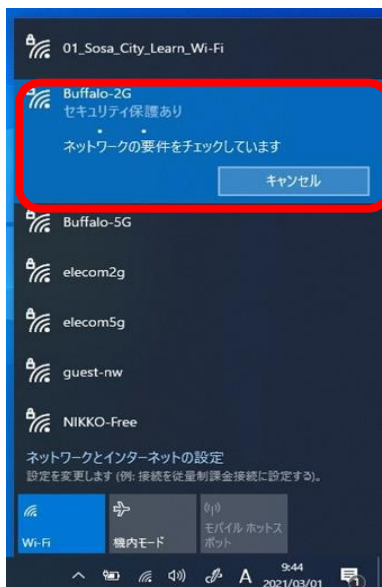 01_Sosa_City_Learn_Wi-Fi
Buffalo-2G
セキュリティ保護あり
ネットワークの要件をチェックしています
キャンセル
Buffalo-5G
elecom2g
elecom5g
guest-nw
NIKKO-Free
ネットワークとインターネットの設定
設定を変更します (例: 接続を従量制課金接続に設定する)。
Wi-Fi
機内モード
モバイル ホットス
ポット
A
9:44
2021/03/01
1